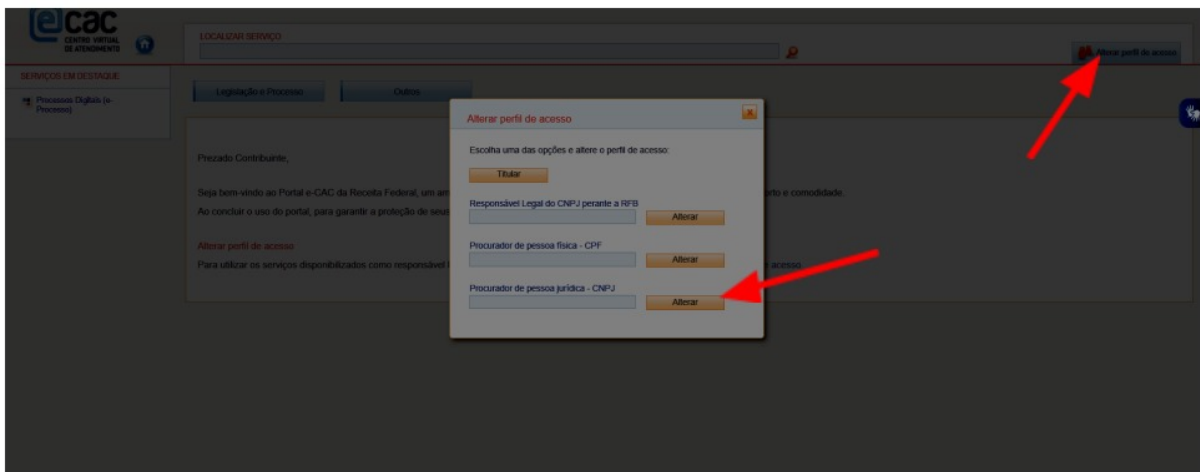 eCAC
CENTRO VIRTUAL
DE ATENDIMENTO
LOCALIZAR SERVIÇO
Alterar perfil de acesso
SERVIÇOS EM DESTAQUE
Processos Digitais (e-
Processo)
Legislação e Processo
Outros
Alterar perfil de acesso
x
Escolha uma das opções e altere o perfil de acesso:
Titular
Responsável Legal do CNPJ perante a RFB
Alterar
Procurador de pessoa física - CPF
Alterar
Procurador de pessoa jurídica - CNPJ
Alterar
Prezado Contribuinte,
Seja bem-vindo ao Portal e-CAC da Receita Federal, um am
orto e comodidade.
Ao concluir o uso do portal, para garantir a proteção de seus
Alterar perfil de acesso
Para utilizar os serviços disponibilizados como responsável l
e acesso.